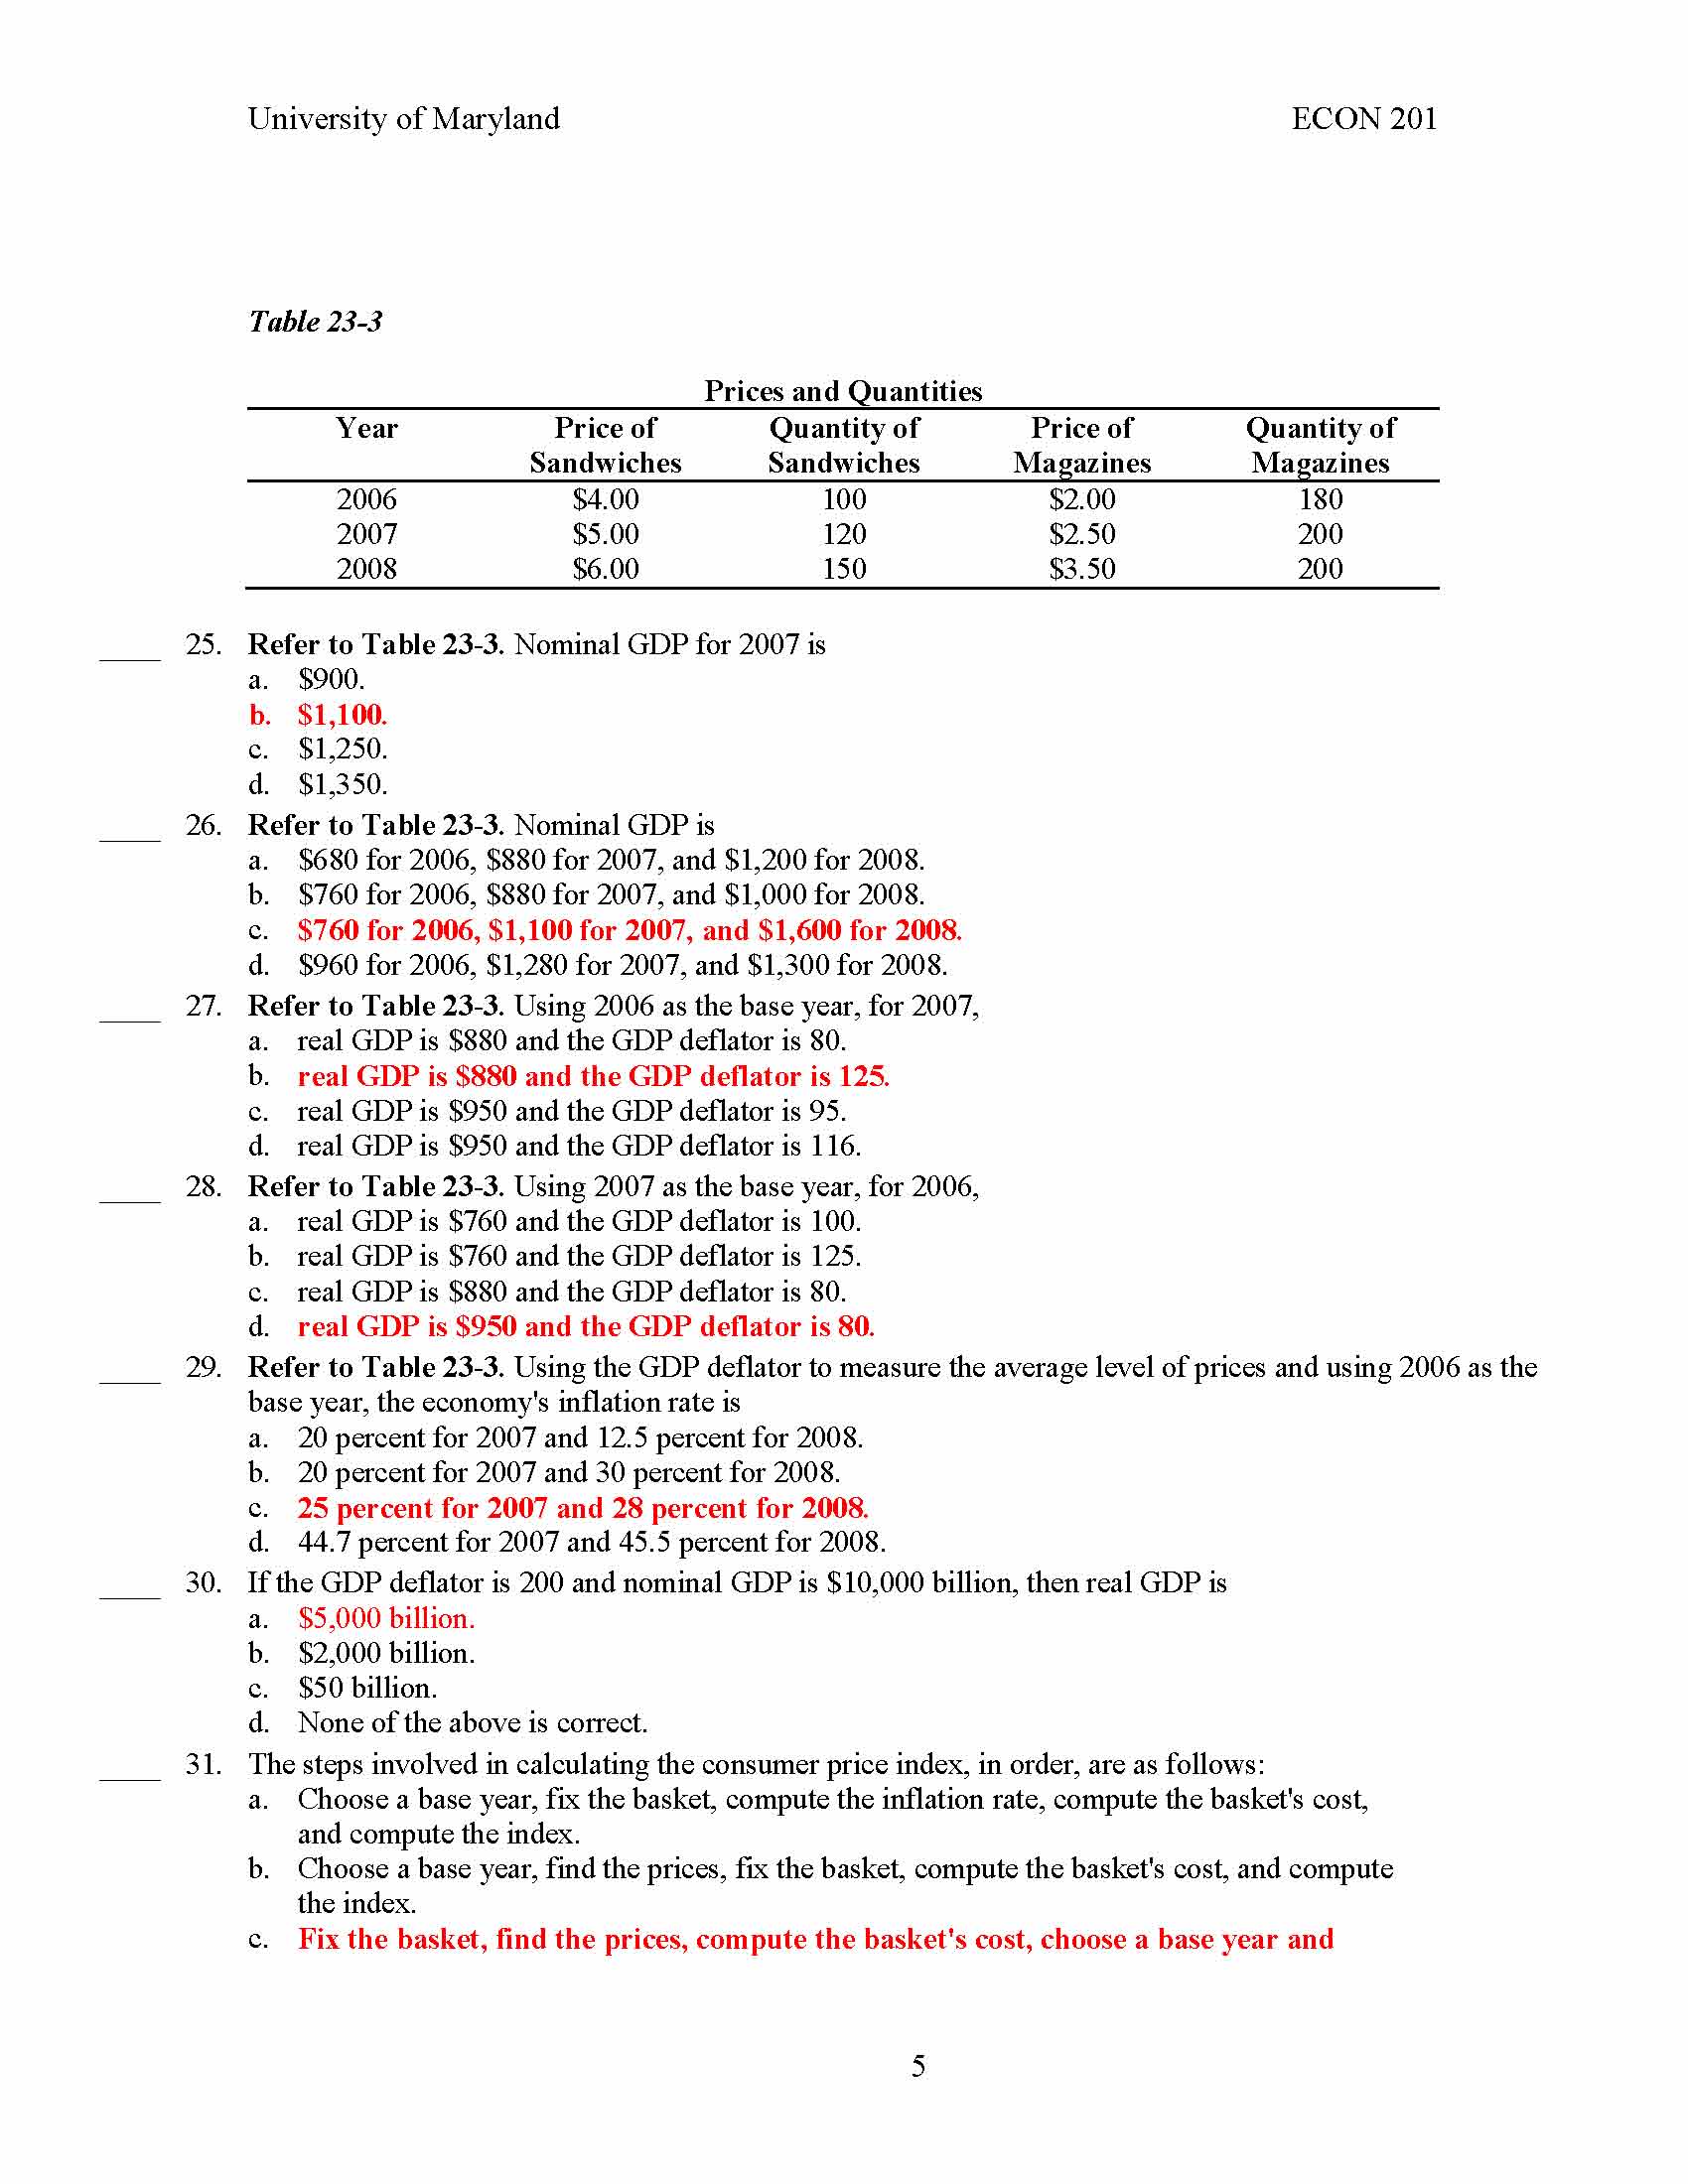 University of Maryland ECON 201
Table 23-3
Prices and Quantities
Year Price of Quantity of Price of Quantity of
Sandwiches Sandwiches Magazines Magazines
2006 $4.00 100 $2.00 180
2007 $5.00 120 $2.50 200
2008 $6.00 150 $3.50 200
____ 25. Refer to Table 23-3. Nominal GDP for 2007 is
a. $900.
b. $1,100.
c. $1,250.
d. $1,350.
____ 26. Refer to Table 23-3. Nominal GDP is
a. $680 for 2006, $880 for 2007, and $1,200 for 2008.
b. $760 for 2006, $880 for 2007, and $1,000 for 2008.
c. $760 for 2006, $1,100 for 2007, and $1,600 for 2008.
d. $960 for 2006, $1,280 for 2007, and $1,300 for 2008.
____ 27. Refer to Table 23-3. Using 2006 as the base year, for 2007,
a. real GDP is $880 and the GDP deflator is 80.
b. real GDP is $880 and the GDP deflator is 125.
c. real GDP is $950 and the GDP deflator is 95.
d. real GDP is $950 and the GDP deflator is 116.
____ 28. Refer to Table 23-3. Using 2007 as the base year, for 2006,
a. real GDP is $760 and the GDP deflator is 100.
b. real GDP is $760 and the GDP deflator is 125.
c. real GDP is $880 and the GDP deflator is 80.
d. real GDP is $950 and the GDP deflator is 80.
____ 29. Refer to Table 23-3. Using the GDP deflator to measure the average level of prices and using 2006 as the
base year, the economy's inflation rate is
a. 20 percent for 2007 and 12.5 percent for 2008.
b. 20 percent for 2007 and 30 percent for 2008.
c. 25 percent for 2007 and 28 percent for 2008.
d. 44.7 percent for 2007 and 45.5 percent for 2008.
____ 30. If the GDP deflator is 200 and nominal GDP is $10,000 billion, then real GDP is
a. $5,000 billion.
b. $2,000 billion.
c. $50 billion.
d. None of the above is correct.
____ 31. The steps involved in calculating the consumer price index, in order, are as follows:
a. Choose a base year, fix the basket, compute the inflation rate, compute the basket's cost,
and compute the index.
b. Choose a base year, find the prices, fix the basket, compute the basket's cost, and compute
the index.
c. Fix the basket, find the prices, compute the basket's cost, choose a base year and
5